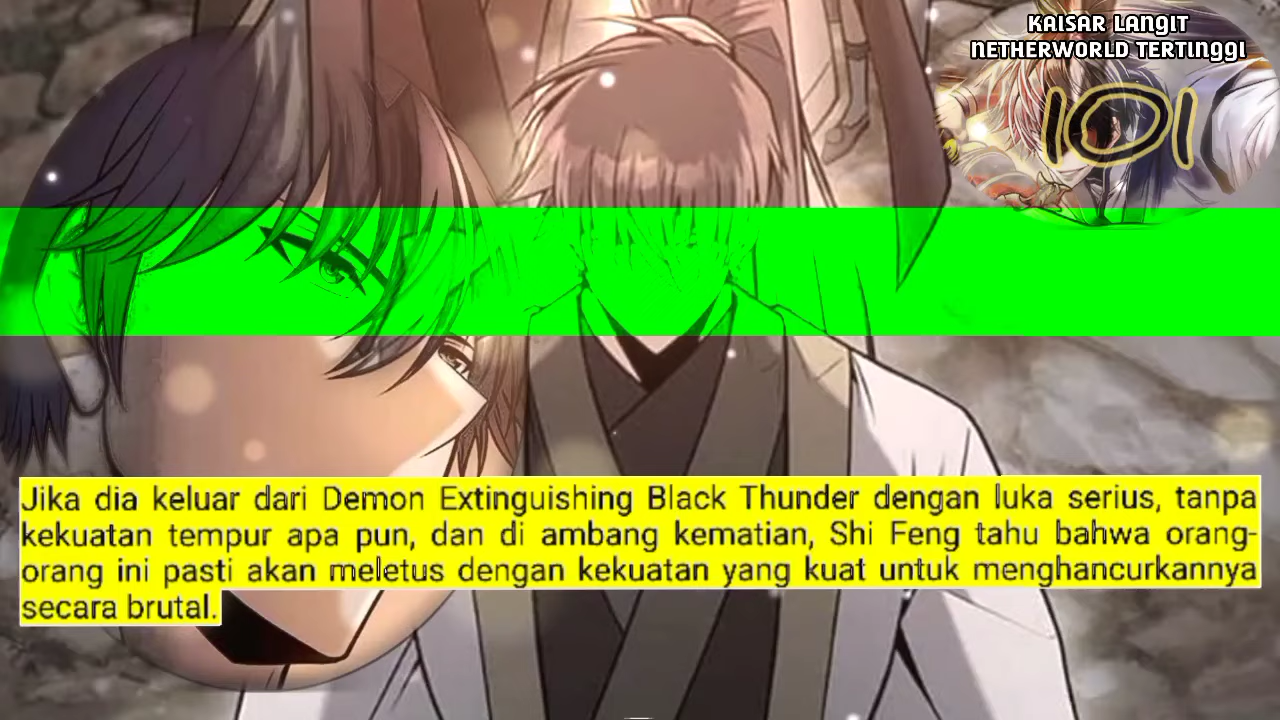 KAISAR LANGIT
NETHERWORLD TERTINGGI
101
Jika dia keluar dari Demon Extinguishing Black Thunder dengan luka serius, tanpa
kekuatan tempur apa pun, dan di ambang kematian, Shi Feng tahu bahwa orang-
orang ini pasti akan meletus dengan kekuatan yang kuat untuk menghancurkannya
secara brutal.